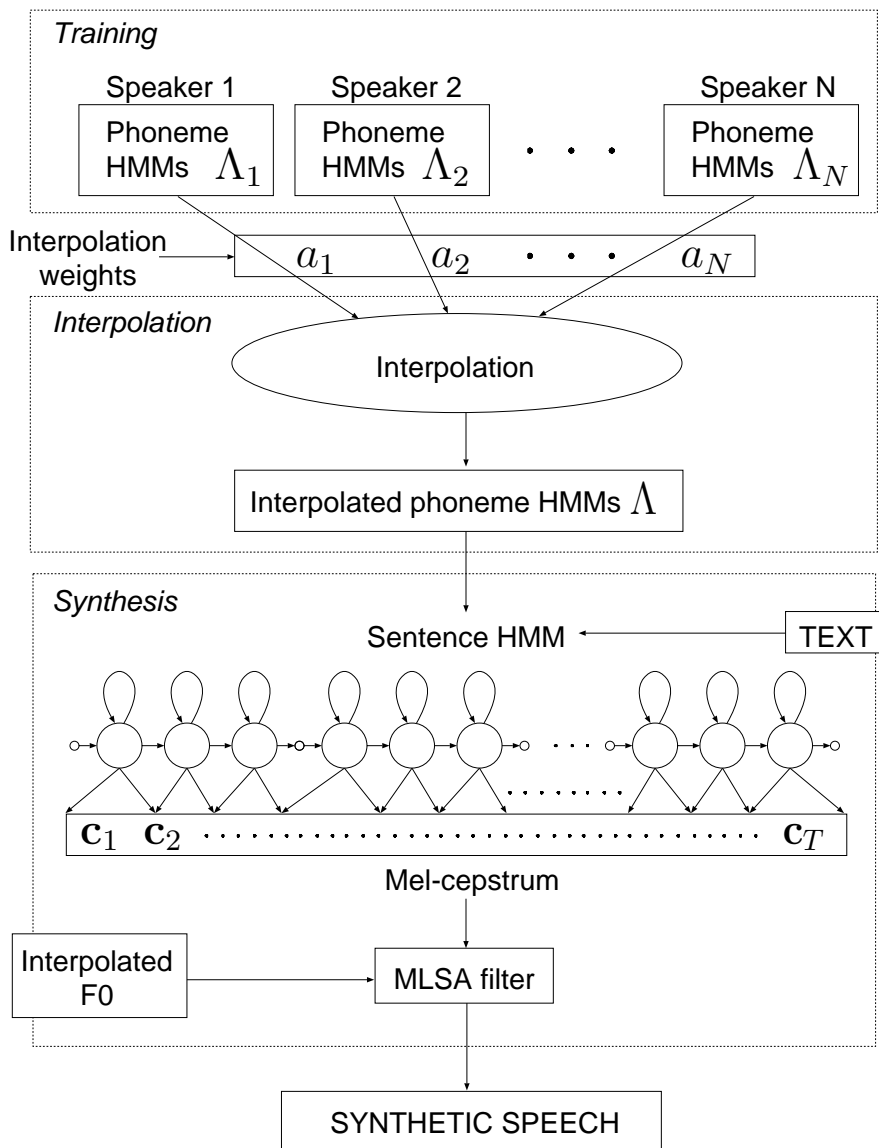 Training
Speaker 1 Speaker 2 Speaker N
Phoneme HMMs Λ1
Phoneme HMMs Λ2
· · ·
Phoneme HMMs ΛN
Interpolation weights
a1 a2 · · · aN
Interpolation
Interpolation
Interpolated phoneme HMMs Λ
Synthesis
Sentence HMM
TEXT
· · ·
· · · · · · · ·
c1 c2 · · · · · · · · · · · · · · · · · · · · · · · · · · · · cT
Mel-cepstrum
Interpolated
F0
MLSA filter
SYNTHETIC SPEECH